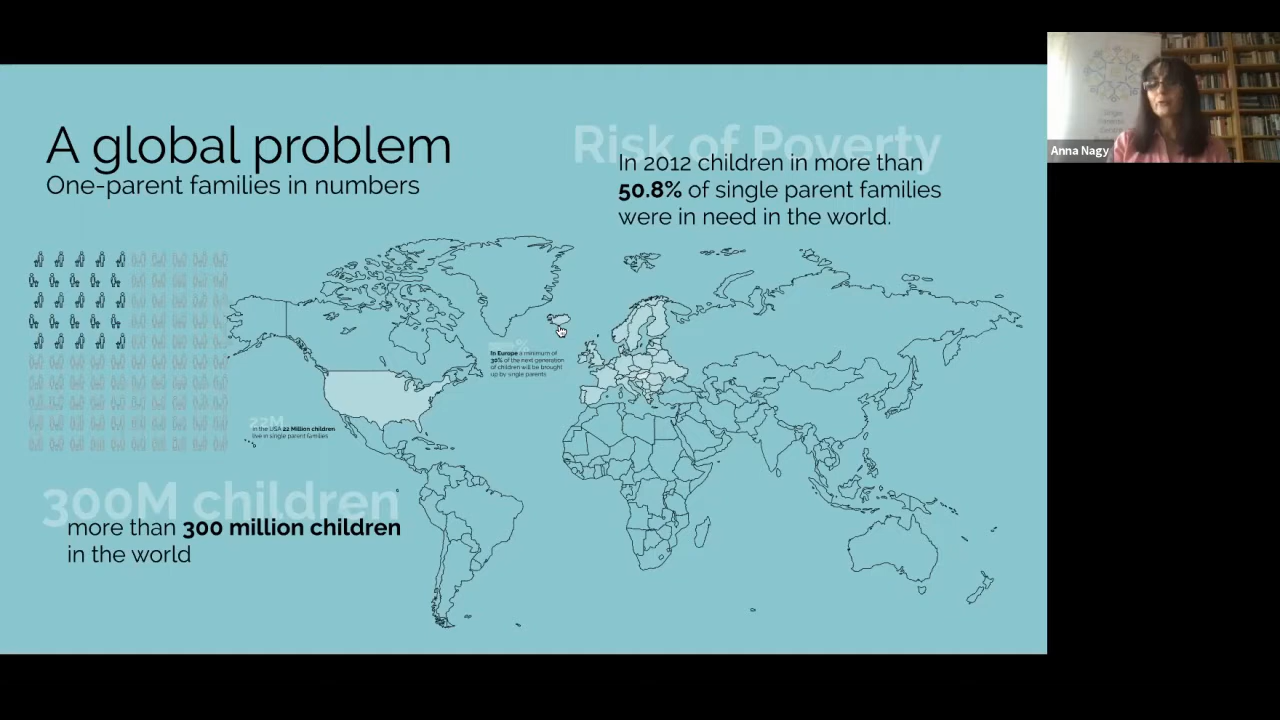 A global problem
One-parent families in numbers
Risk of Poverty
In 2012 children in more than
50.8% of single parent families
were in need in the world.
Anna Nagy
In Europe a minimum of
30% of the next generation
of children will be brought
up by single parents
22M
In the USA 22 Million children
live in single parent families
300M children
more than 300 million children
in the world